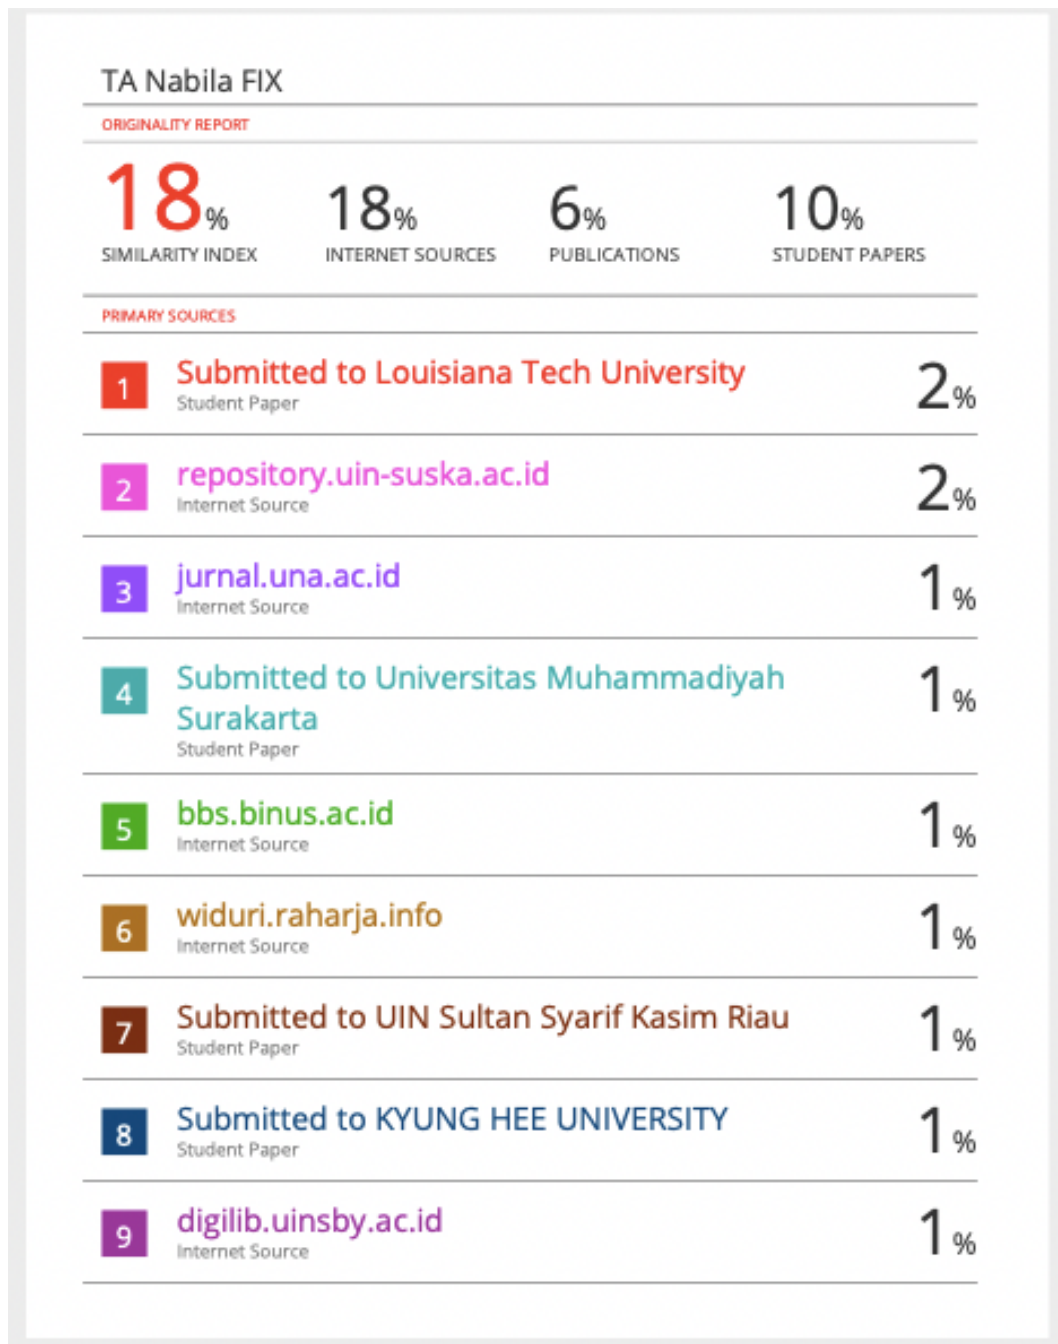 TA Nabila FIX
ORIGINALITY REPORT
18% 18% 6% 10%
SIMILARITY INDEX INTERNET SOURCES PUBLICATIONS STUDENT PAPERS
PRIMARY SOURCES
1 Submitted to Louisiana Tech University 2%
Student Paper
2 repository.uin-suska.ac.id 2%
Internet Source
3 jurnal.una.ac.id 1%
Internet Source
4 Submitted to Universitas Muhammadiyah 1%
Surakarta
Student Paper
5 bbs.binus.ac.id 1%
Internet Source
6 widuri.raharja.info 1%
Internet Source
7 Submitted to UIN Sultan Syarif Kasim Riau 1%
Student Paper
8 Submitted to KYUNG HEE UNIVERSITY 1%
Student Paper
9 digilib.uinsby.ac.id 1%
Internet Source